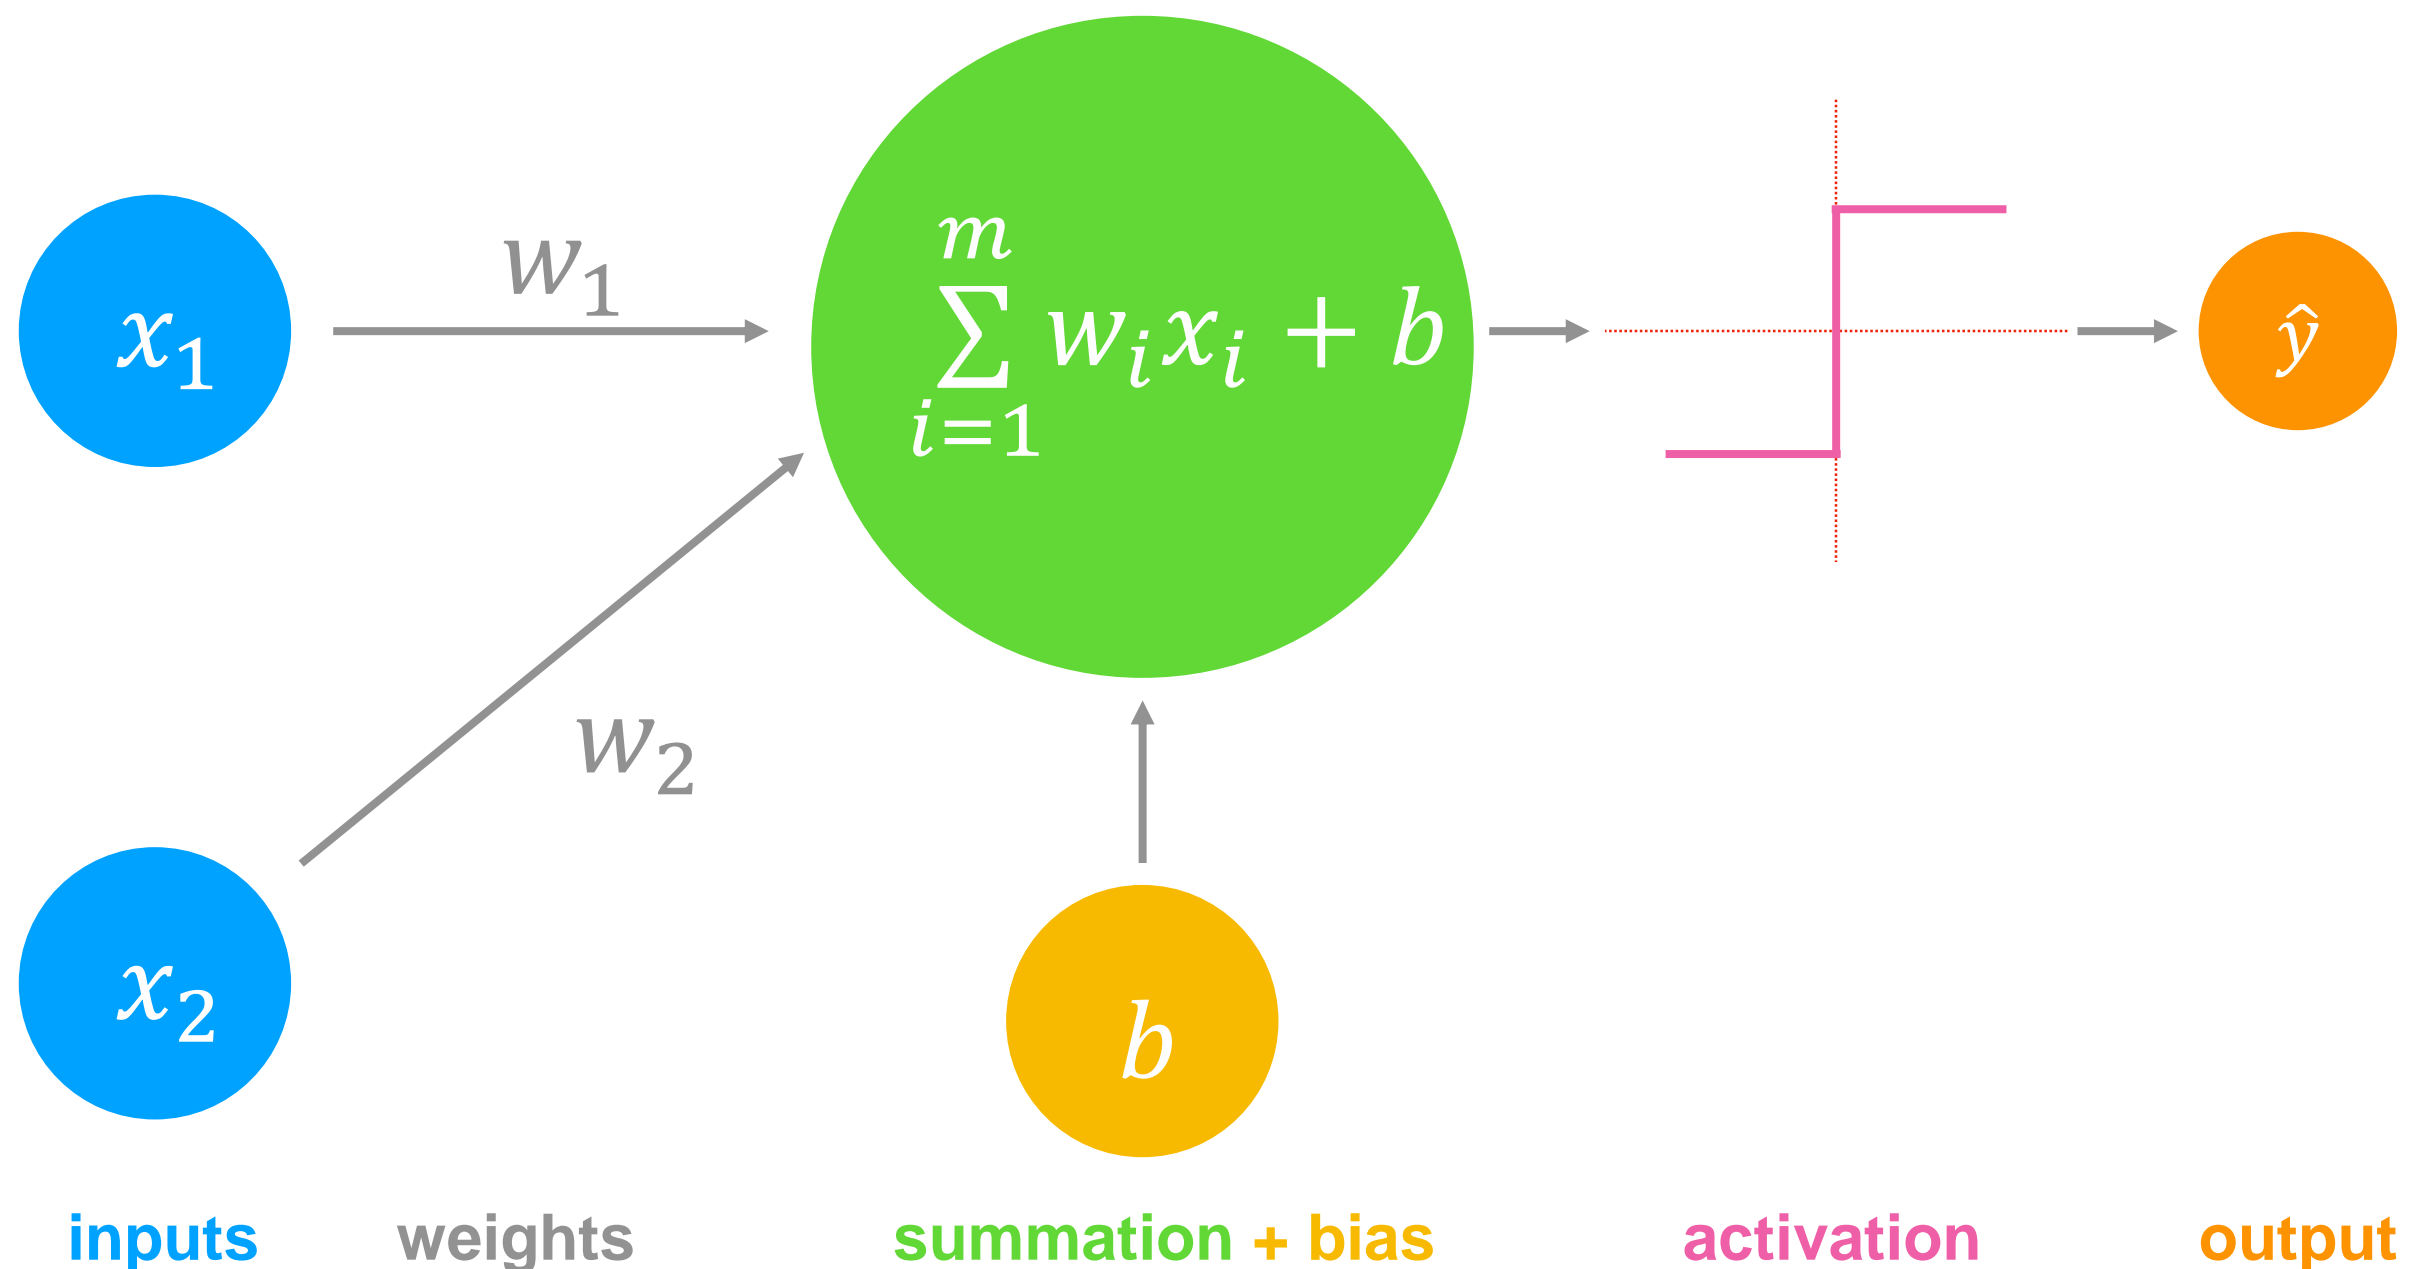 x₁
w₁
m
∑ wᵢxᵢ + b
i=1
ŷ
w₂
x₂
b
inputs
weights
summation + bias
activation
output